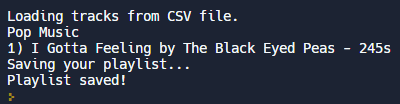 Loading tracks from CSV file.
Pop Music
1) I Gotta Feeling by The Black Eyed Peas – 245s
Saving your playlist...
Playlist saved!
>